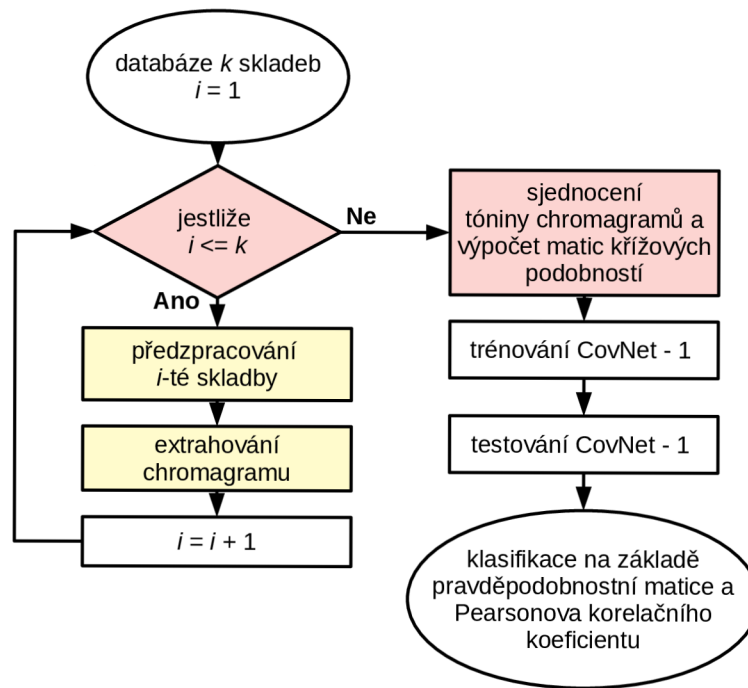 databáze k skladeb
i = 1
jestliže
i <= k
Ne
Ano
předzpracování
i-té skladby
extrahování
chromagramu
i = i + 1
sjednocení
tóniny chromagramů a
výpočet matic křížových
podobností
trénování CovNet - 1
testování CovNet - 1
klasifikace na základě
pravděpodobnostní matice a
Pearsonova korelačního
koeficientu